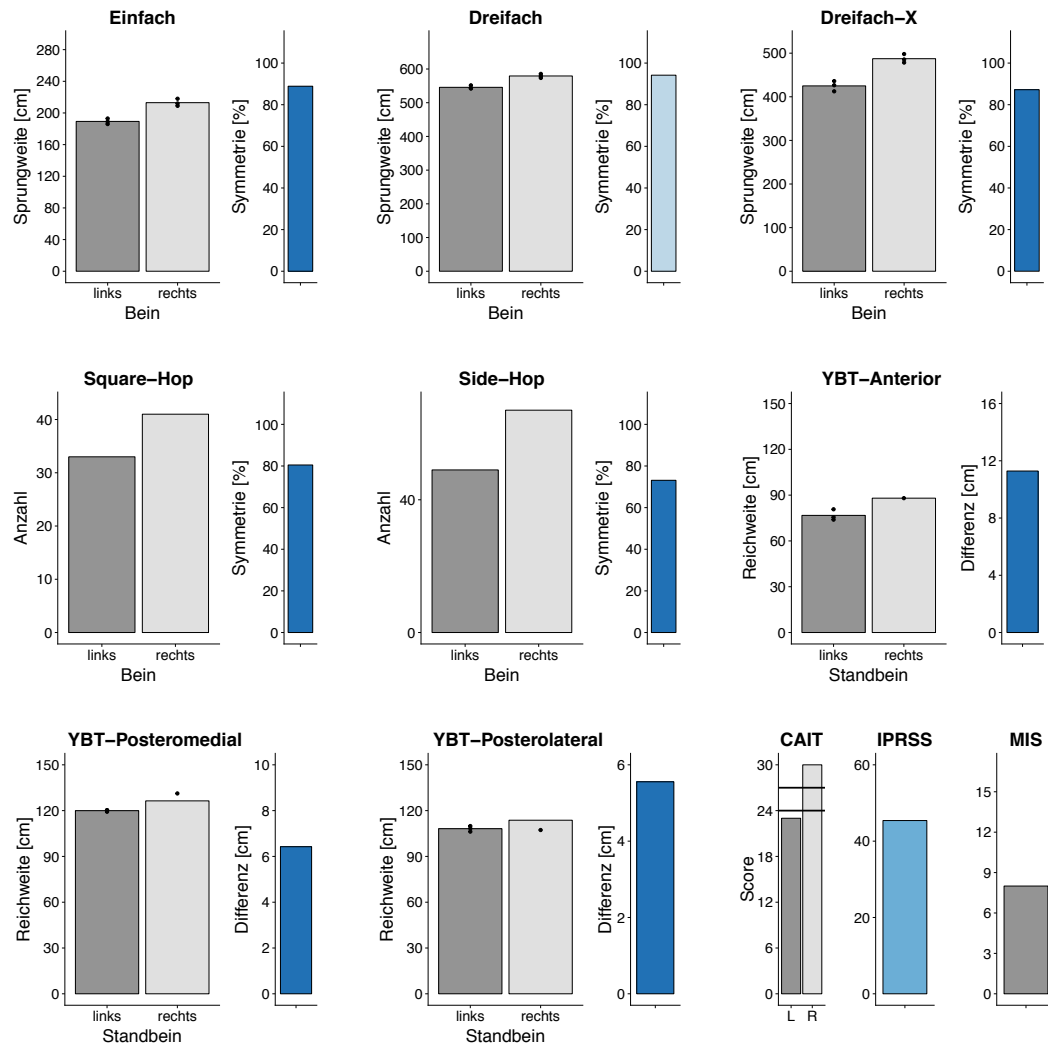 Einfach
Sprungweite [cm]
280
240
200
160
120
80
40
0
links rechts
Bein
Symmetrie [%]
100
80
60
40
20
0
Dreifach
Sprungweite [cm]
600
500
400
300
200
100
0
links rechts
Bein
Symmetrie [%]
100
80
60
40
20
0
Dreifach–X
Sprungweite [cm]
500
400
300
200
100
0
links rechts
Bein
Symmetrie [%]
100
80
60
40
20
0
Square–Hop
Anzahl
40
30
20
10
0
links rechts
Bein
Symmetrie [%]
100
80
60
40
20
0
Side–Hop
Anzahl
40
0
links rechts
Bein
Symmetrie [%]
100
80
60
40
20
0
YBT–Anterior
Reichweite [cm]
150
120
90
60
30
0
links rechts
Standbein
Differenz [cm]
16
12
8
4
0
YBT–Posteromedial
Reichweite [cm]
150
120
90
60
30
0
links rechts
Standbein
Differenz [cm]
10
8
6
4
2
0
YBT–Posterolateral
Reichweite [cm]
150
120
90
60
30
0
links rechts
Standbein
Differenz [cm]
6
4
2
0
CAIT
Score
30
24
18
12
6
0
L R
IPRSS
60
40
20
0
MIS
15
12
9
6
3
0